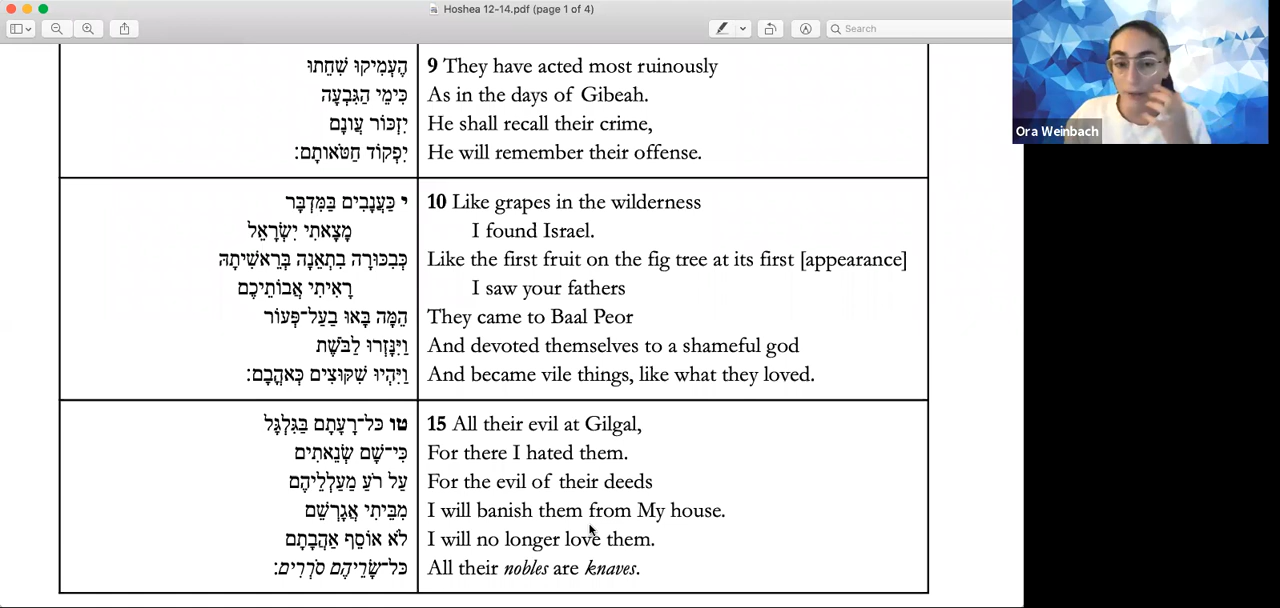 Hoshea 12-14.pdf (page 1 of 4)
Search
Ora Weinbach
הֶעְמִיקוּ שִׁחֵתוּ
כִּימֵי הַגִּבְעָה
יִזְכּוֹר עֲוֺנָם
יִפְקוֹד חַטֹּאותָם׃
9 They have acted most ruinously
As in the days of Gibeah.
He shall recall their crime,
He will remember their offense.
י כַּעֲנָבִים בַּמִּדְבָּר
מָצָאתִי יִשְׂרָאֵל
כְּבִכּוּרָה בִתְאֵנָה בְּרֵאשִׁיתָהּ
רָאִיתִי אֲבוֹתֵיכֶם
הֵמָּה בָּאוּ בַעַל־פְּעוֹר
וַיִּנָּזְרוּ לַבֹּשֶׁת
וַיִּהְיוּ שִׁקּוּצִים כְּאׇהֳבָם׃
10 Like grapes in the wilderness
I found Israel.
Like the first fruit on the fig tree at its first [appearance]
I saw your fathers
They came to Baal Peor
And devoted themselves to a shameful god
And became vile things, like what they loved.
טו כׇּל־רָעָתָם בַּגִּלְגָּל
כִּי־שָׁם שְׂנֵאתִים
עַל רֹעַ מַעַלְלֵיהֶם
מִבֵּיתִי אֲגָרְשֵׁם
לֹא אוֹסֵף אַהֲבָתָם
כׇּל־שָׂרֵיהֶם סֹרְרִים׃
15 All their evil at Gilgal,
For there I hated them.
For the evil of their deeds
I will banish them from My house.
I will no longer love them.
All their nobles are knaves.